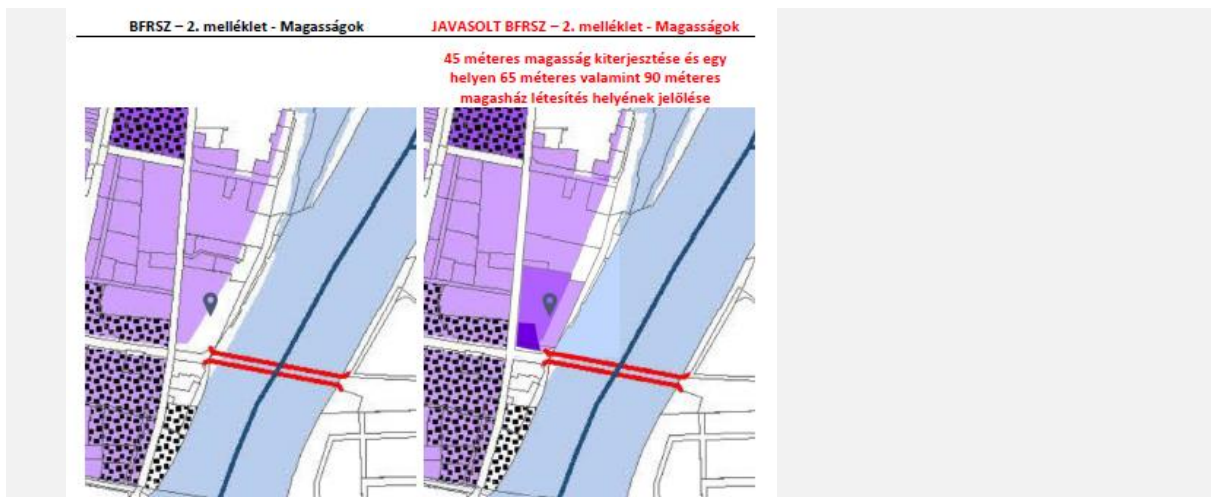 BFRSZ – 2. melléklet - Magasságok
JAVASOLT BFRSZ – 2. melléklet - Magasságok
45 méteres magasság kiterjesztése és egy
helyen 65 méteres valamint 90 méteres
magasház létesítés helyének jelölése